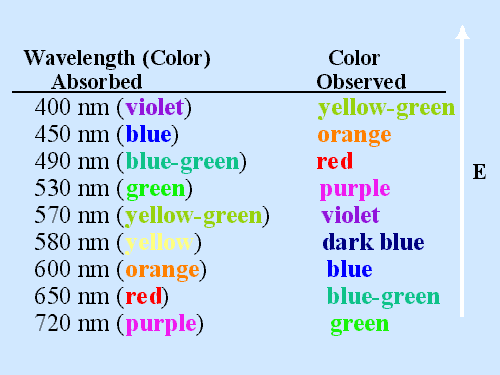 Wavelength (Color) Color
Absorbed Observed
400 nm (violet) yellow-green
450 nm (blue) orange
490 nm (blue-green) red
530 nm (green) purple
570 nm (yellow-green) violet
580 nm (yellow) dark blue
600 nm (orange) blue
650 nm (red) blue-green
720 nm (purple) green
E